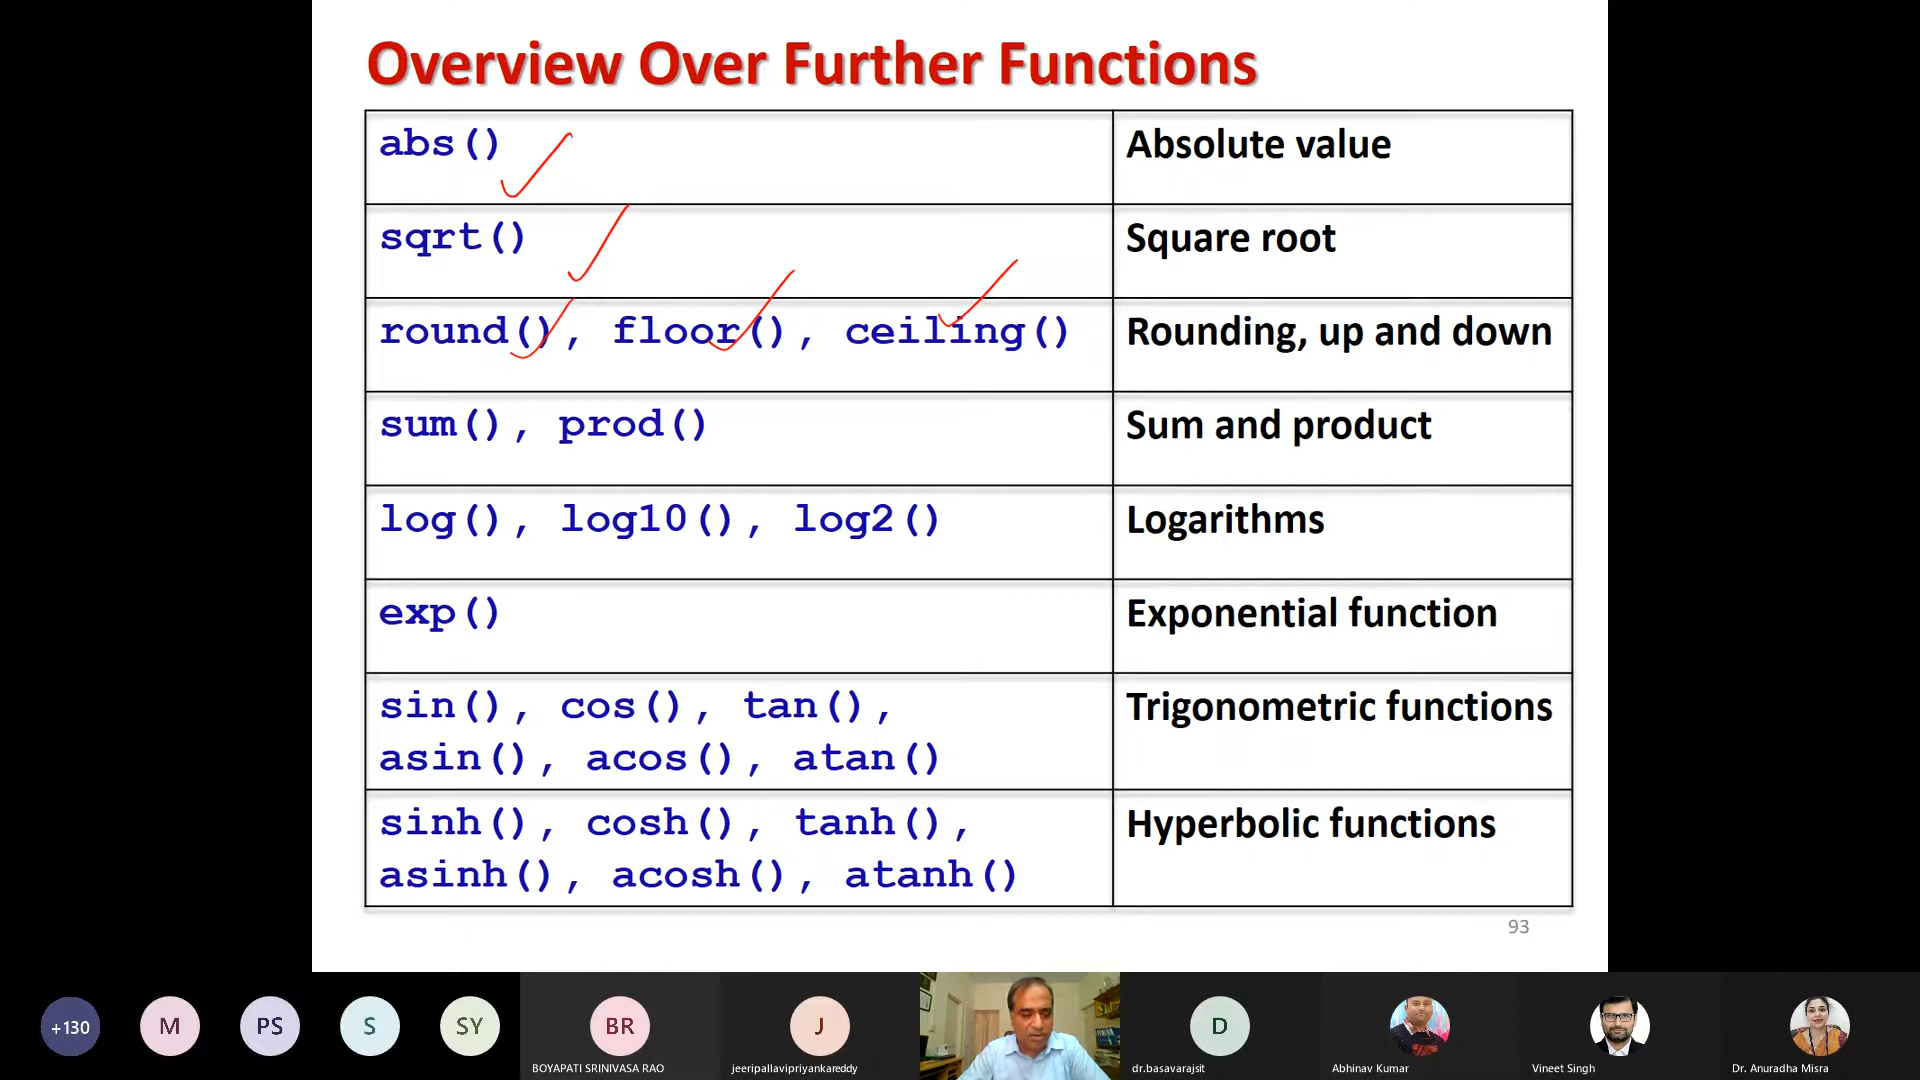 Overview Over Further Functions
abs()
Absolute value
sqrt()
Square root
round(), floor(), ceiling()
Rounding, up and down
sum(), prod()
Sum and product
log(), log10(), log2()
Logarithms
exp()
Exponential function
sin(), cos(), tan(),
asin(), acos(), atan()
Trigonometric functions
sinh(), cosh(), tanh(),
asinh(), acosh(), atanh()
Hyperbolic functions
93
+130
M
PS
S
SY
BR
J
D
BOYAPATI SRINIVASA RAO
jeeripallavipriyankareddy
dr.basavarajsit
Abhinav Kumar
Vineet Singh
Dr. Anuradha Misra